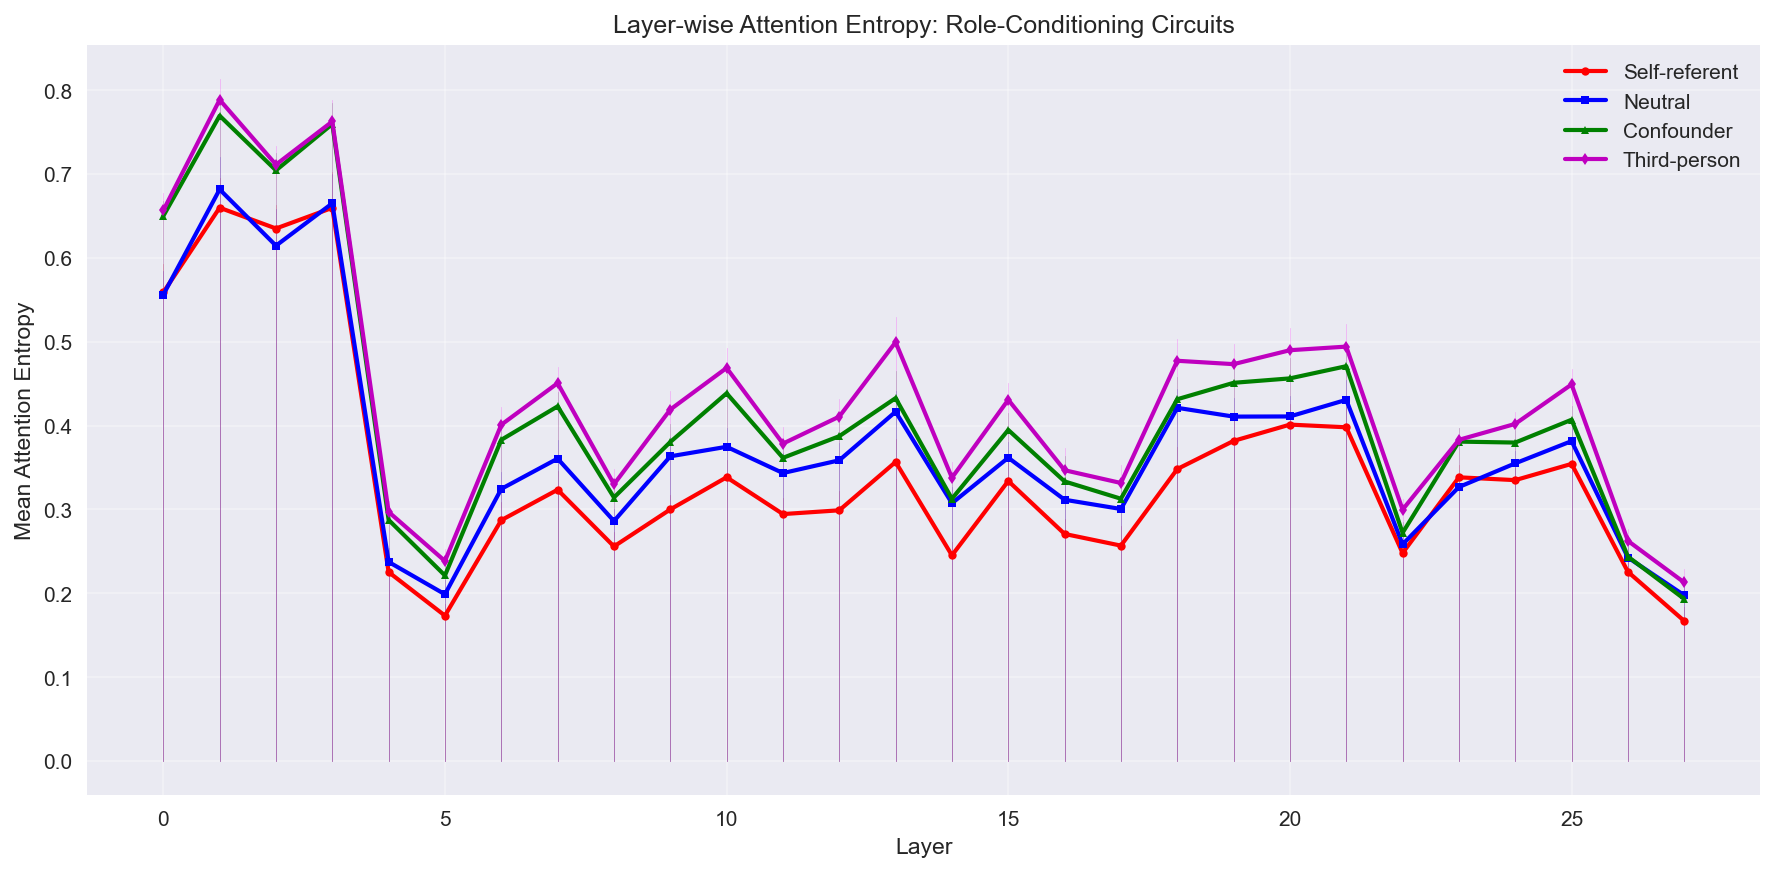 Layer-wise Attention Entropy: Role-Conditioning Circuits
Self-referent
Neutral
Confounder
Third-person
Mean Attention Entropy
0.8
0.7
0.6
0.5
0.4
0.3
0.2
0.1
0.0
0 5 10 15 20 25
Layer